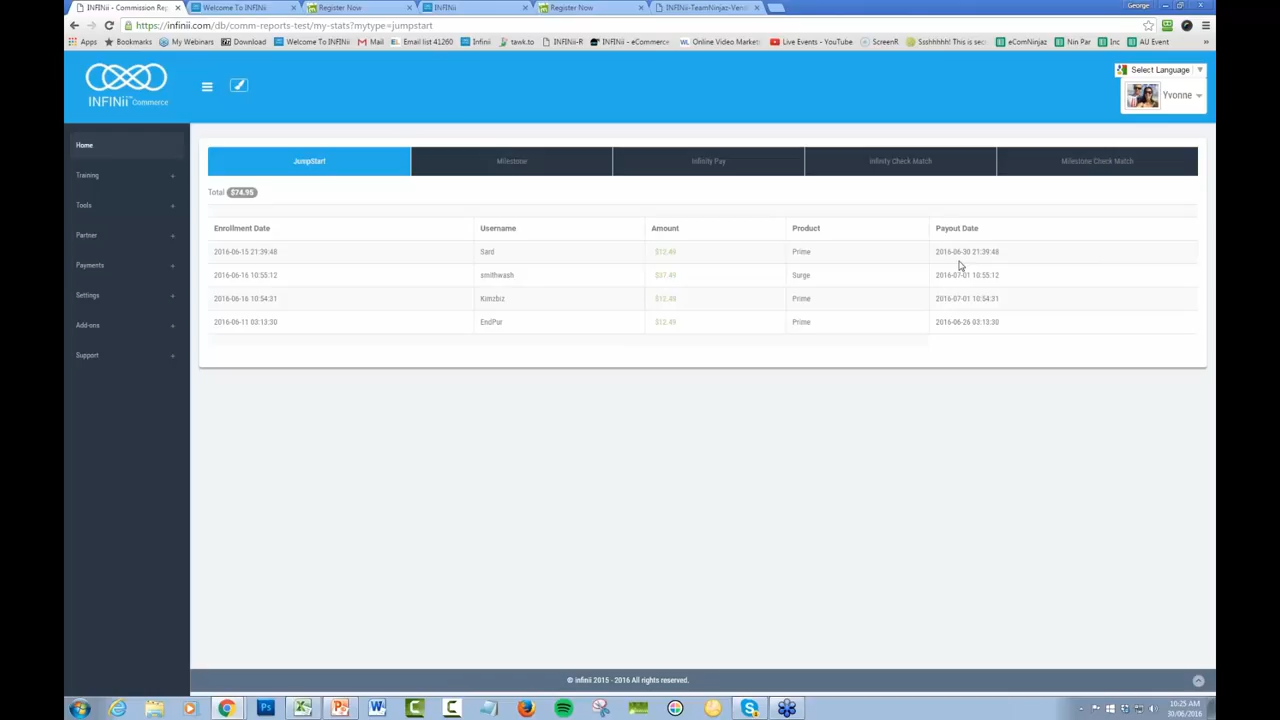 George
INFINii - Commission Rep
Welcome To INFINii
Register Now
INFINii
Register Now
INFINii-TeamNinjaz-Vend
https://infinii.com/db/comm-reports-test/my-stats?mytype=jumpstart
Apps
Bookmarks
My Webinars
Download
Welcome To INFINii
Mail
Email list 41260
Infinii
tawk.to
INFINii-R
INFINii - eCommerce
Online Video Market
Live Events - YouTube
ScreenR
Ssshhhhh! This is sec
eComNinjaz
Nin Par
Inc
AU Event
INFINii Commerce
Select Language
Yvonne
Home
Training
Tools
Partner
Payments
Settings
Add-ons
Support
JumpStart
Milestone
Infinity Pay
Infinity Check Match
Milestone Check Match
Total $74.95
Enrollment Date Username Amount Product Payout Date
2016-06-15 21:39:48 Sard $12.49 Prime 2016-06-30 21:39:48
2016-06-16 10:55:12 smithwash $37.49 Surge 2016-07-01 10:55:12
2016-06-16 10:54:31 Kimzbiz $12.49 Prime 2016-07-01 10:54:31
2016-06-11 03:13:30 EndPur $12.49 Prime 2016-06-26 03:13:30
© infinii 2015 - 2016 All rights reserved.
10:25 AM
30/06/2016